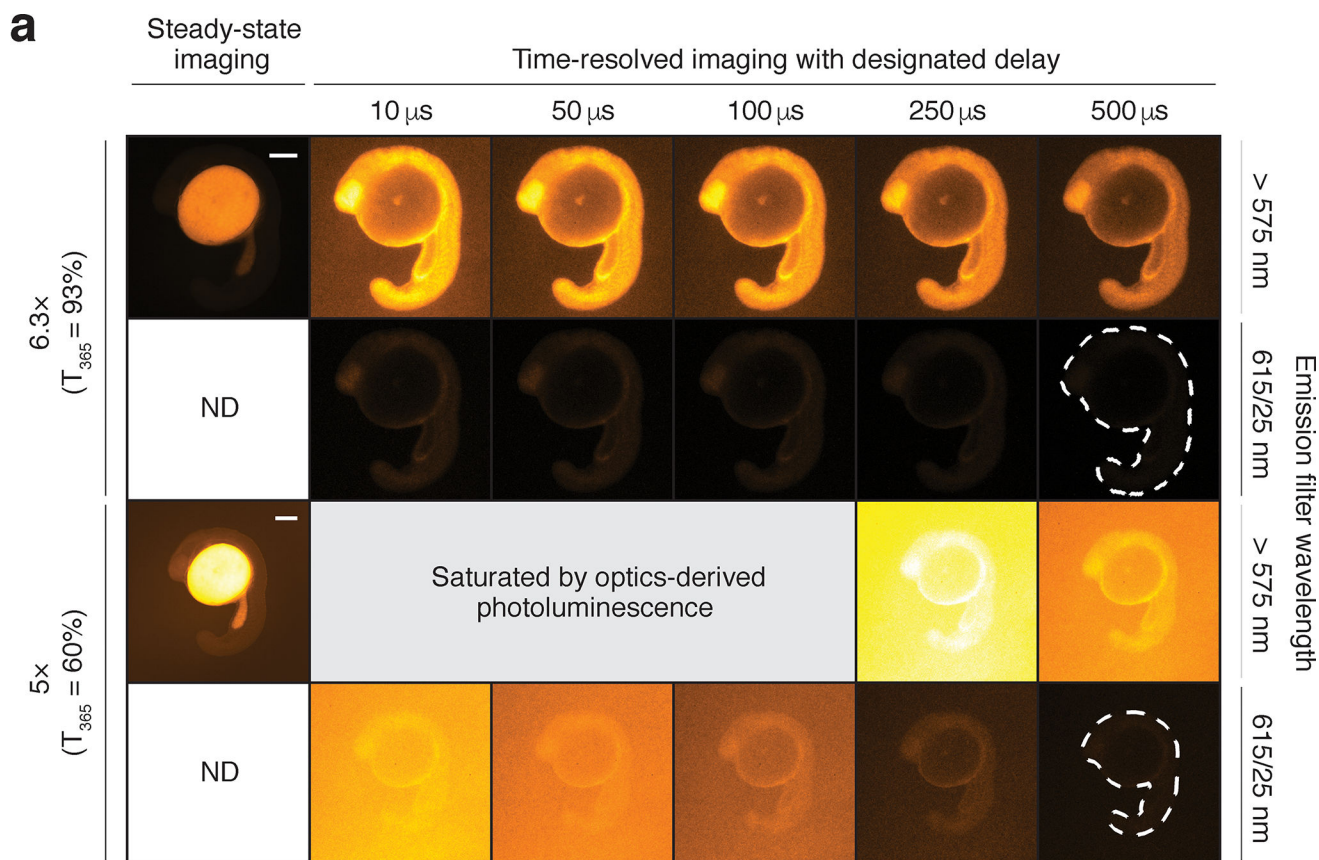 a
Steady-state
imaging
Time-resolved imaging with designated delay
10 µs
50 µs
100 µs
250 µs
500 µs
6.3×
(T365 = 93%)
> 575 nm
ND
615/25 nm
Emission filter wavelength
5×
(T365 = 60%)
Saturated by optics-derived
photoluminescence
> 575 nm
ND
615/25 nm